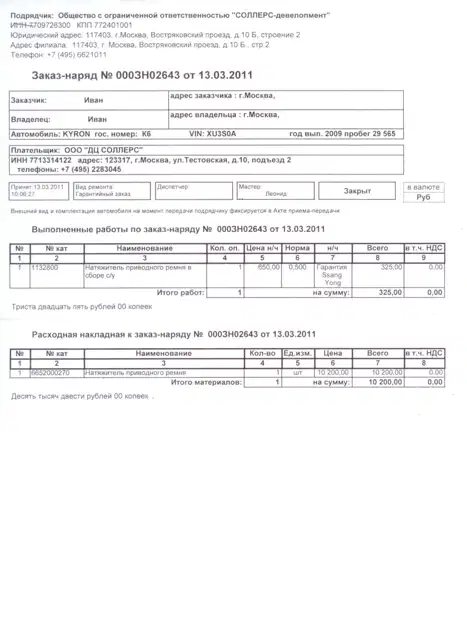 Подрядчик: Общество с ограниченной ответственностью "СОЛЛЕРС-девелопмент"
ИНН 7709726300 КПП 772401001
Юридический адрес: 117403, г.Москва, Востряковский проезд, д.10 Б, строение 2
Адрес филиала: 117403, г. Москва, Востряковский проезд, д.10 Б., стр.2
Телефон: +7 (495) 6621011
Заказ-наряд № 000ЗН02643 от 13.03.2011
Заказчик: Иван адрес заказчика : г.Москва,
Владелец: Иван адрес владельца : г.Москва,
Автомобиль: KYRON гос. номер: К6 VIN: XU3S0A год вып. 2009 пробег 29 565
Плательщик: ООО "ДЦ СОЛЛЕРС"
ИНН 7713314122 адрес: 123317, г.Москва, ул.Тестовская, д.10, подъезд 2
телефоны: +7 (495) 2283045
Принят 13.03.2011 Вид ремонта Диспетчер Мастер Закрыт в валюте
10:06:27 Гарантийный заказ Леонид Руб
Внешний вид и комплектация автомобиля на момент передачи подрядчику фиксируется в Акте приема-передачи
Выполненные работы по заказ-наряду № 000ЗН02643 от 13.03.2011
№ № кат Наименование Кол. оп. Цена н/ч Норма н/ч Всего в т.ч. НДС
1 2 3 4 5 6 7 8 9
1 1132800 Натяжитель приводного ремня в сборе с/у 1 650,00 0,500 Гарантия Ssang Yong 325,00 0.00
Итого работ: 1 на сумму: 325,00 0,00
Триста двадцать пять рублей 00 копеек
Расходная накладная к заказ-наряду № 000ЗН02643 от 13.03.2011
№ № кат Наименование Кол-во Ед.изм. Цена Всего в т.ч. НДС
1 2 3 4 5 6 7 8
1 6652000270 Натяжитель приводного ремня 1 шт 10 200,00 10 200,00 0,00
Итого материалов: 1 на сумму: 10 200,00 0,00
Десять тысяч двести рублей 00 копеек .